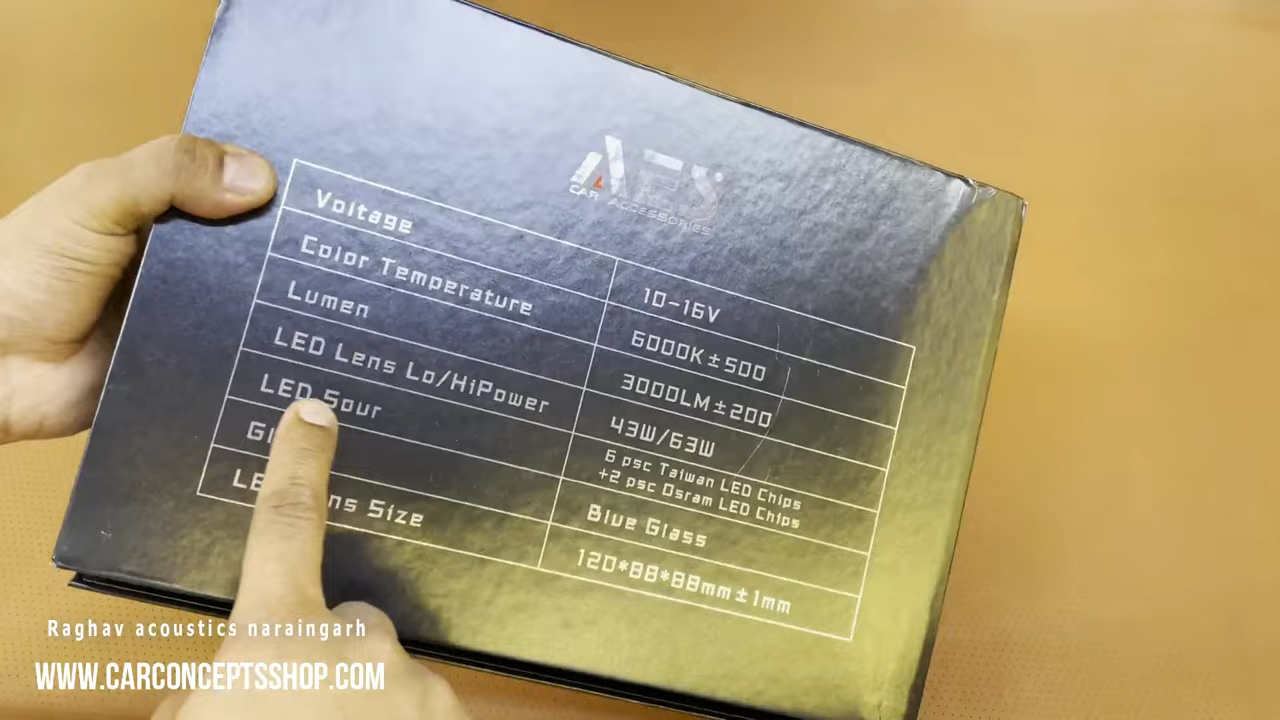 AES
CAR ACCESSORIES
Voltage 10-16V
Color Temperature 6000K±500
Lumen 3000LM±200
LED Lens Lo/HiPower 43W/63W
LED Sour 6 psc Taiwan LED Chips
+2 psc Osram LED Chips
Blue Glass
Size 120*88*88mm±1mm
Raghav acoustics naraingarh
WWW.CARCONCEPTSSHOP.COM